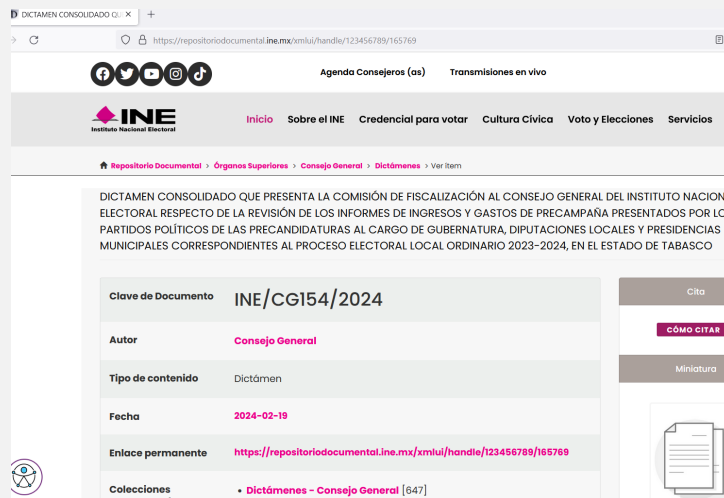 DICTAMEN CONSOLIDADO QU
INE
https://repositoriodocumental.ine.mx/xmlui/handle/123456789/165769
Agenda Consejeros (as) Transmisiones en vivo
INE
Instituto Nacional Electoral
Inicio Sobre el INE Credencial para votar Cultura Cívica Voto y Elecciones Servicios
Repositorio Documental > Órganos Superiores > Consejo General > Dictámenes > Ver ítem
DICTAMEN CONSOLIDADO QUE PRESENTA LA COMISIÓN DE FISCALIZACIÓN AL CONSEJO GENERAL DEL INSTITUTO NACION
ELECTORAL RESPECTO DE LA REVISIÓN DE LOS INFORMES DE INGRESOS Y GASTOS DE PRECAMPAÑA PRESENTADOS POR LO
PARTIDOS POLÍTICOS DE LAS PRECANDIDATURAS AL CARGO DE GUBERNATURA, DIPUTACIONES LOCALES Y PRESIDENCIAS
MUNICIPALES CORRESPONDIENTES AL PROCESO ELECTORAL LOCAL ORDINARIO 2023-2024, EN EL ESTADO DE TABASCO
Clave de Documento INE/CG154/2024
Cita
CÓMO CITAR
Autor Consejo General
Miniatura
Tipo de contenido Dictámen
Fecha 2024-02-19
Enlace permanente https://repositoriodocumental.ine.mx/xmlui/handle/123456789/165769
Colecciones • Dictámenes - Consejo General [647]